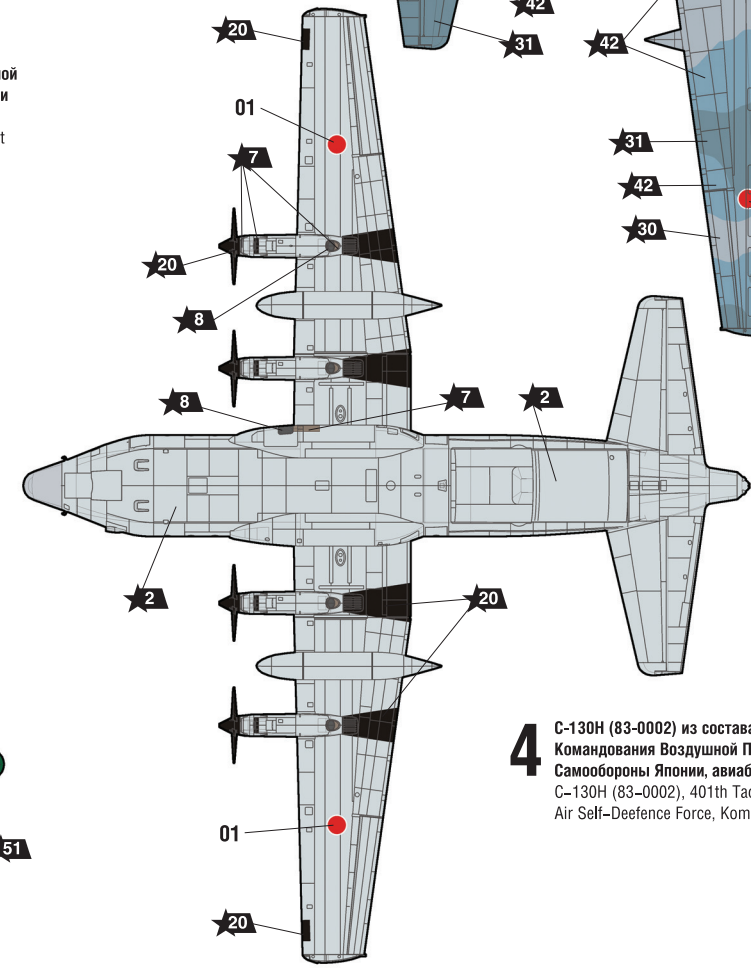 20
42
31
42
ной
и
t
01
7
31
42
30
20
8
8
7
2
2
20
4
C-130H (83-0002) из состава
Командования Воздушной П
Самообороны Японии, авиаб
C-130H (83-0002), 401th Tac
Air Self-Deefence Force, Kom
01
51
20